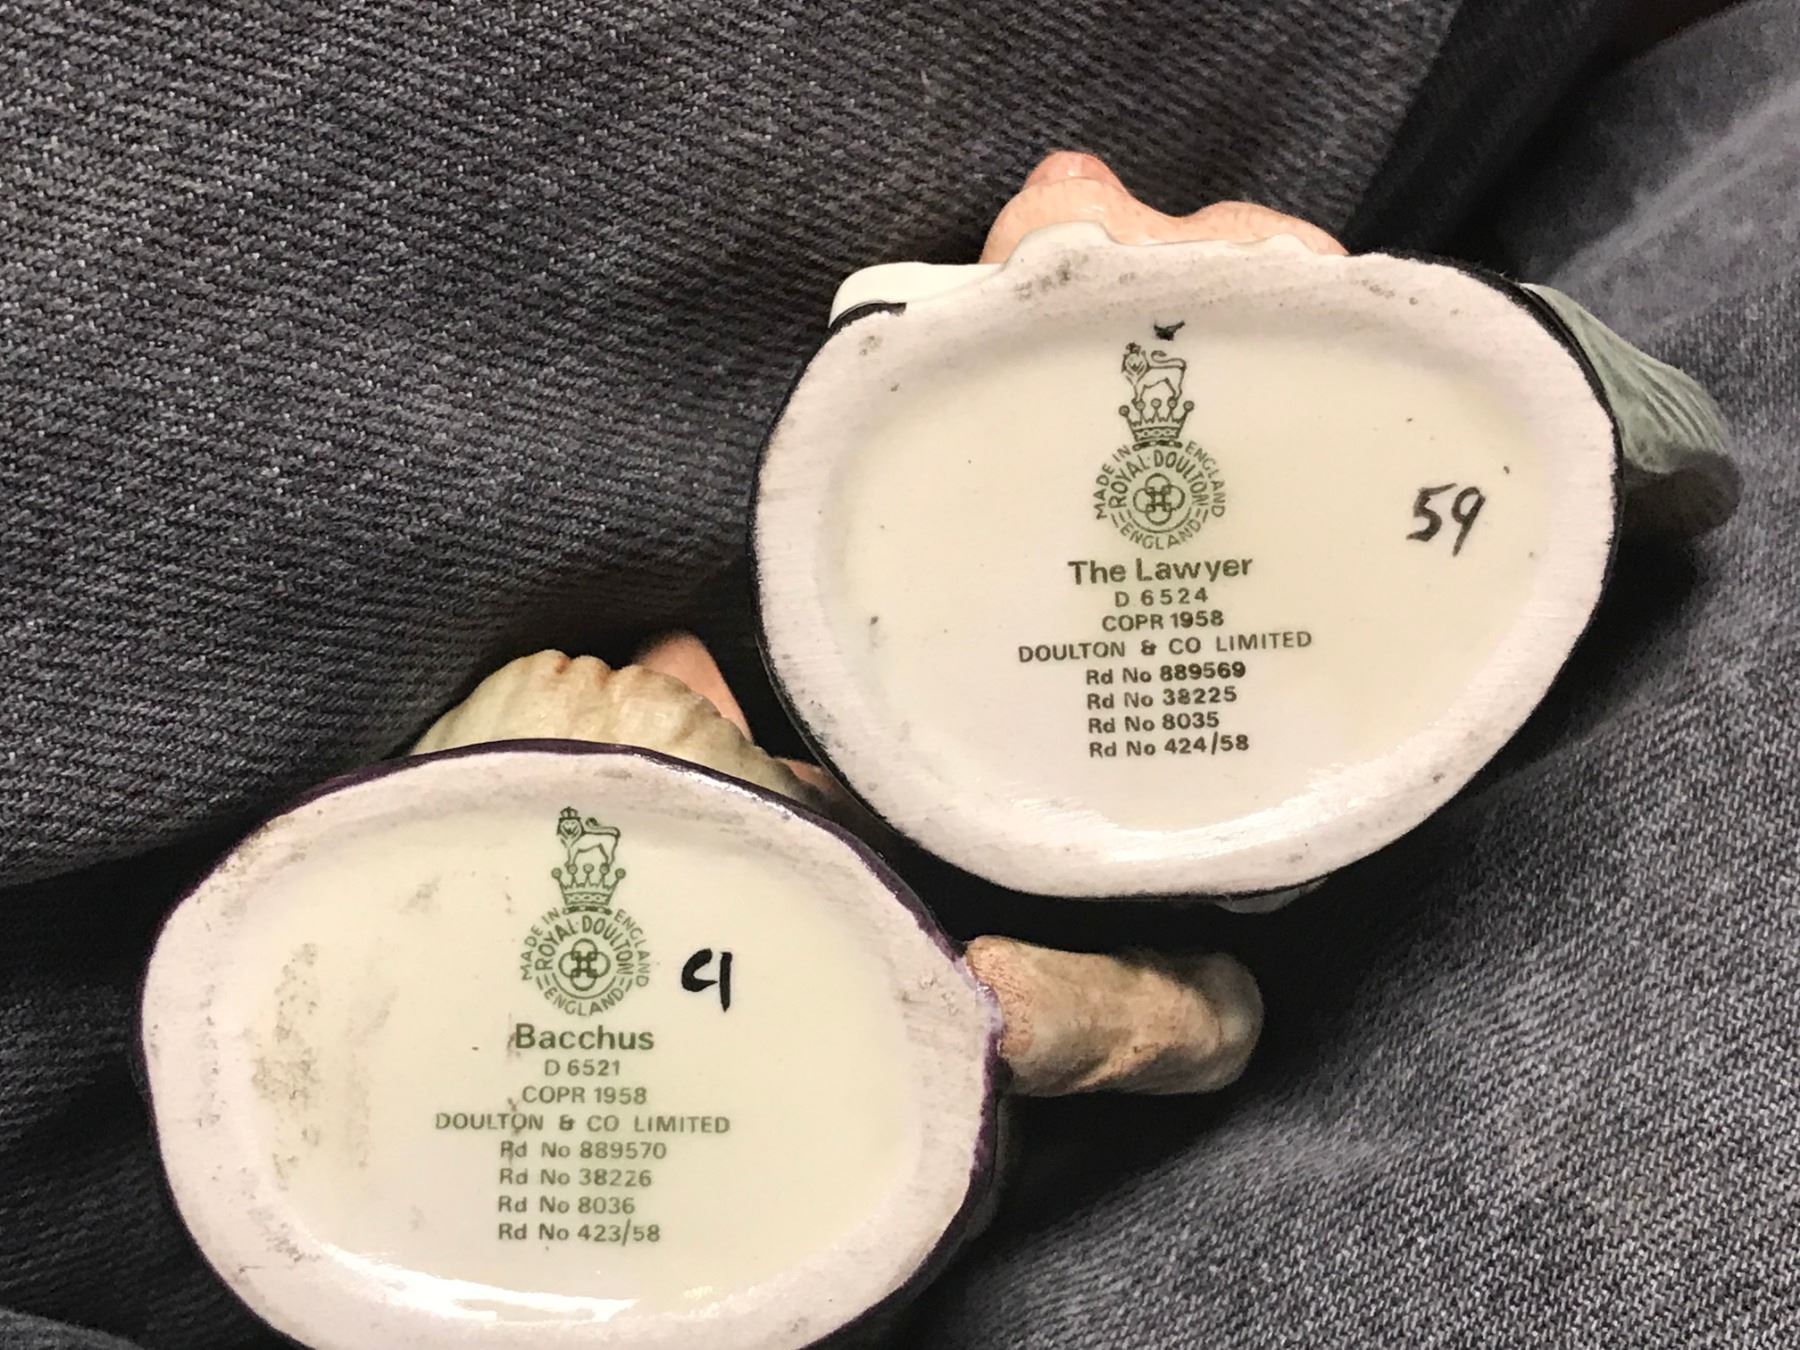 MADE IN ENGLAND
ROYAL DOULTON
ENGLAND
The Lawyer
D 6524
COPR 1958
DOULTON & CO LIMITED
Rd No 889569
Rd No 38225
Rd No 8035
Rd No 424/58
59
MADE IN ENGLAND
ROYAL DOULTON
ENGLAND
Bacchus
D 6521
COPR 1958
DOULTON & CO LIMITED
Rd No 889570
Rd No 38226
Rd No 8036
Rd No 423/58